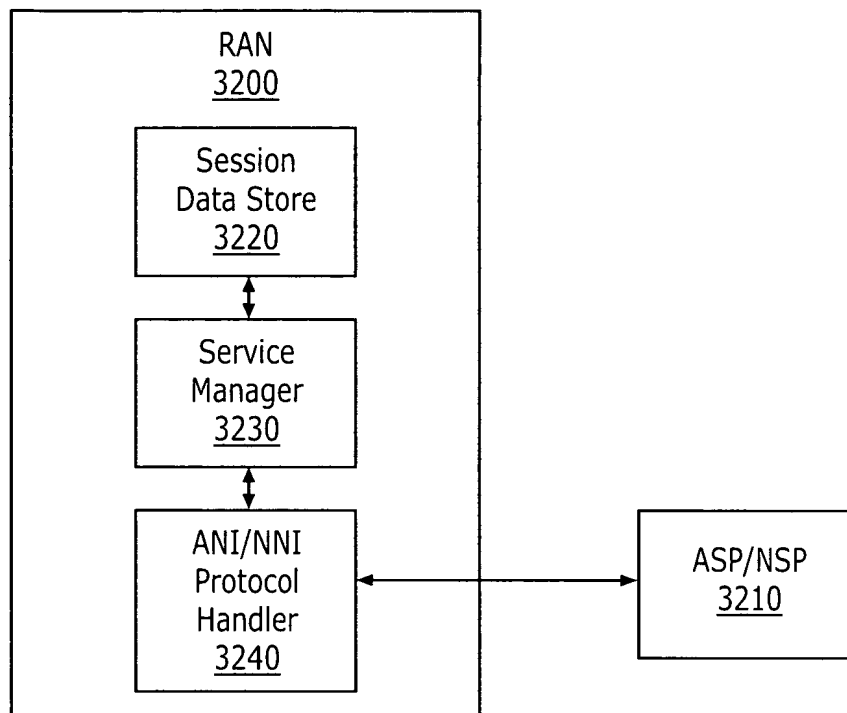 RAN
3200
Session
Data Store
3220
Service
Manager
3230
ANI/NNI
Protocol
Handler
3240
ASP/NSP
3210